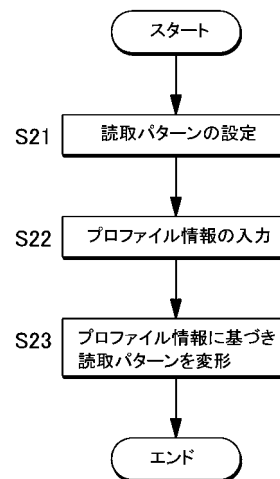 スタート
S21 読取パターンの設定
S22 プロファイル情報の入力
S23 プロファイル情報に基づき
読取パターンを変形
エンド